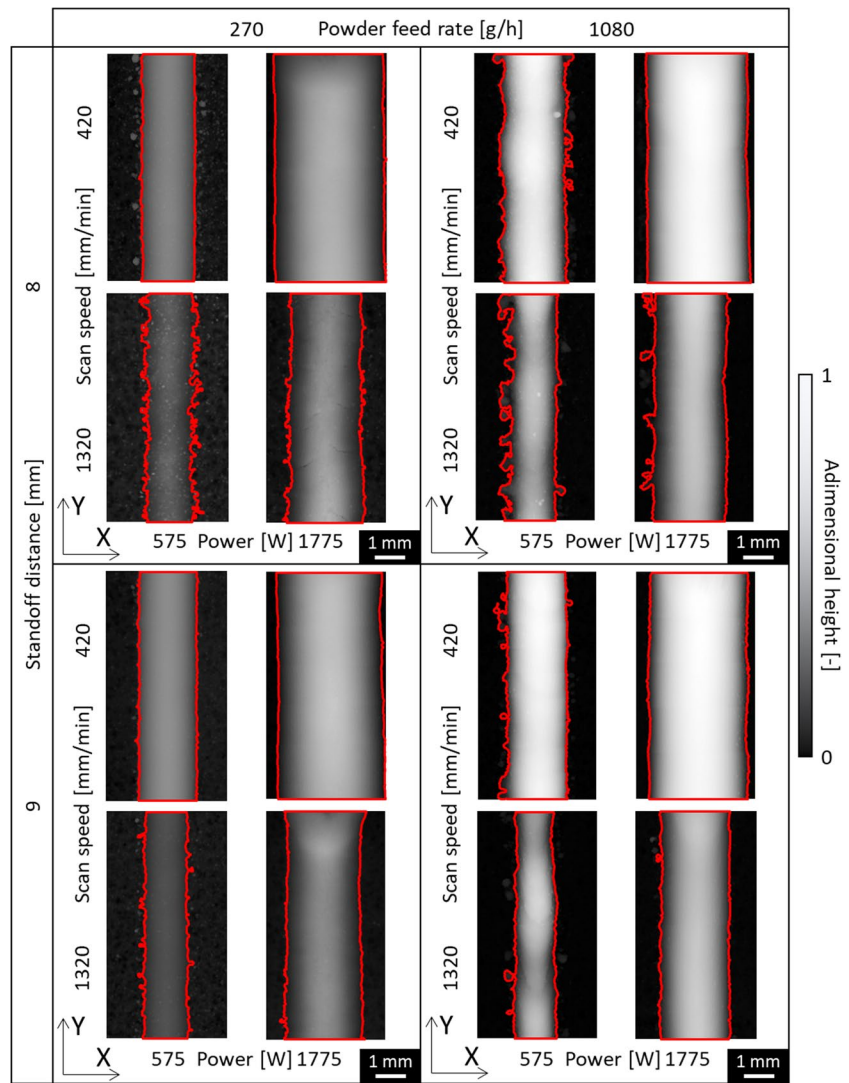 270 Powder feed rate [g/h] 1080
Standoff distance [mm]
8
9
Scan speed [mm/min]
420
1320
Y
X
575 Power [W] 1775
1 mm
Scan speed [mm/min]
420
1320
Y
X
575 Power [W] 1775
1 mm
Scan speed [mm/min]
420
1320
Y
X
575 Power [W] 1775
1 mm
Scan speed [mm/min]
420
1320
Y
X
575 Power [W] 1775
1 mm
1
Adimensional height [-]
0